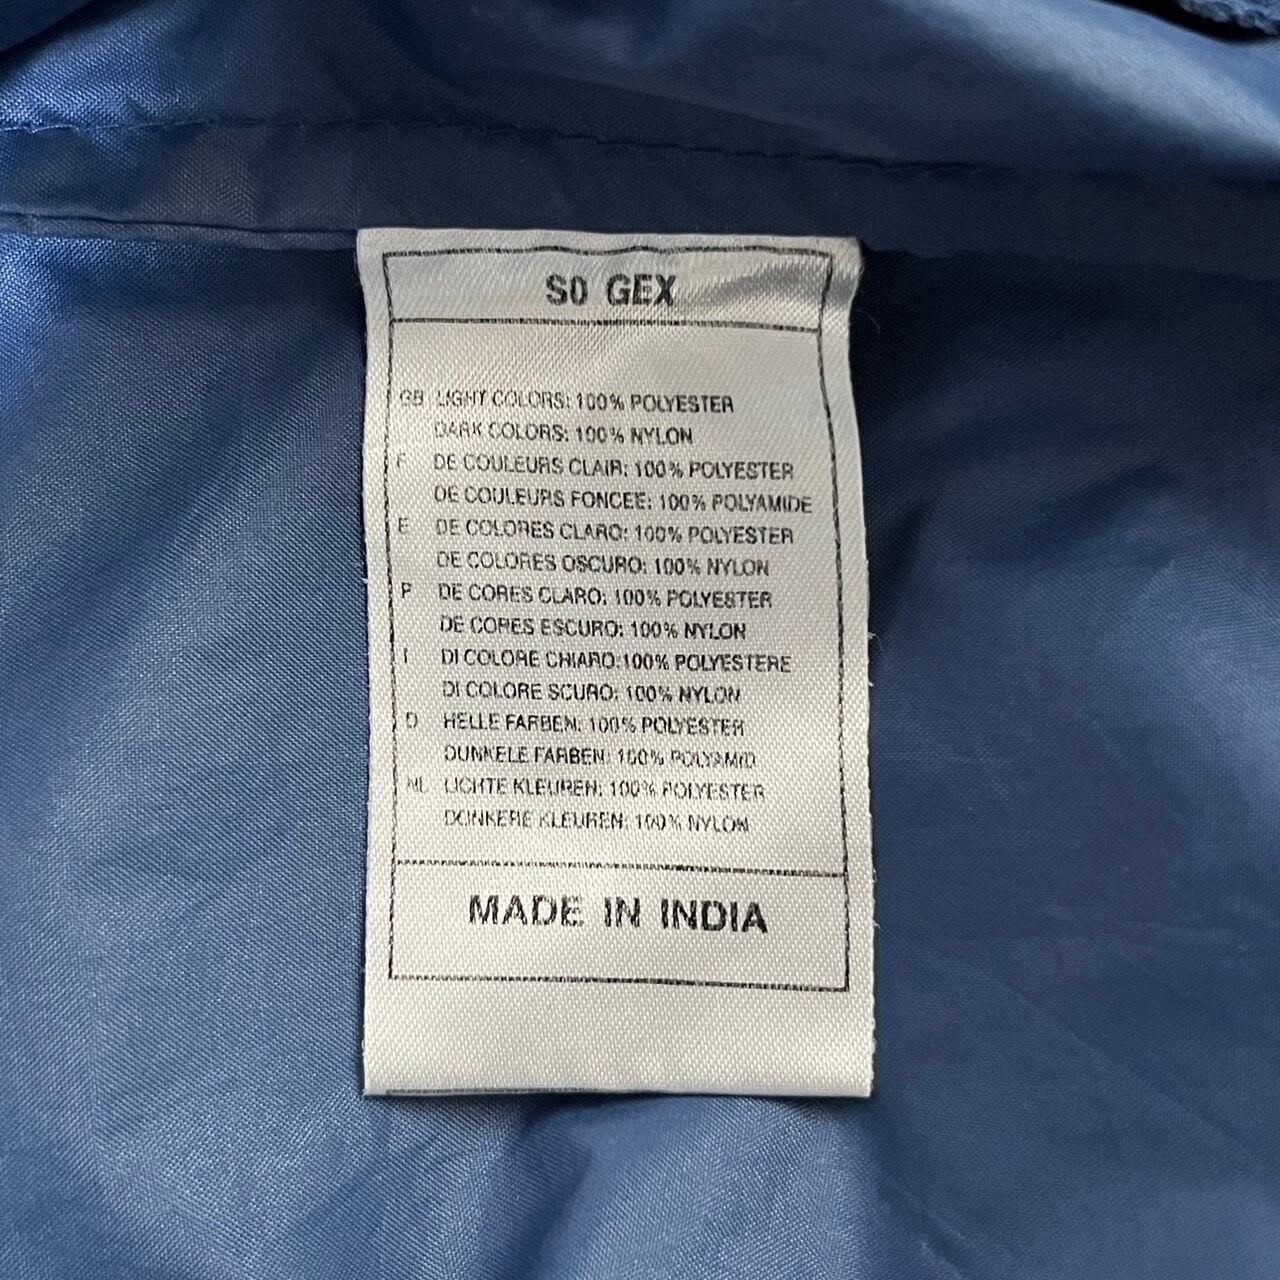 S0 GEX
GB LIGHT COLORS: 100% POLYESTER
DARK COLORS: 100% NYLON
F DE COULEURS CLAIR: 100% POLYESTER
DE COULEURS FONCEE: 100% POLYAMIDE
E DE COLORES CLARO: 100% POLYESTER
DE COLORES OSCURO: 100% NYLON
P DE CORES CLARO: 100% POLYESTER
DE CORES ESCURO: 100% NYLON
I DI COLORE CHIARO:100% POLYESTERE
DI COLORE SCURO: 100% NYLON
D HELLE FARBEN: 100% POLYESTER
DUNKELE FARBEN: 100% POLYAMID
NL LICHTE KLEUREN: 100% POLYESTER
DONKERE KLEUREN: 100% NYLON
MADE IN INDIA